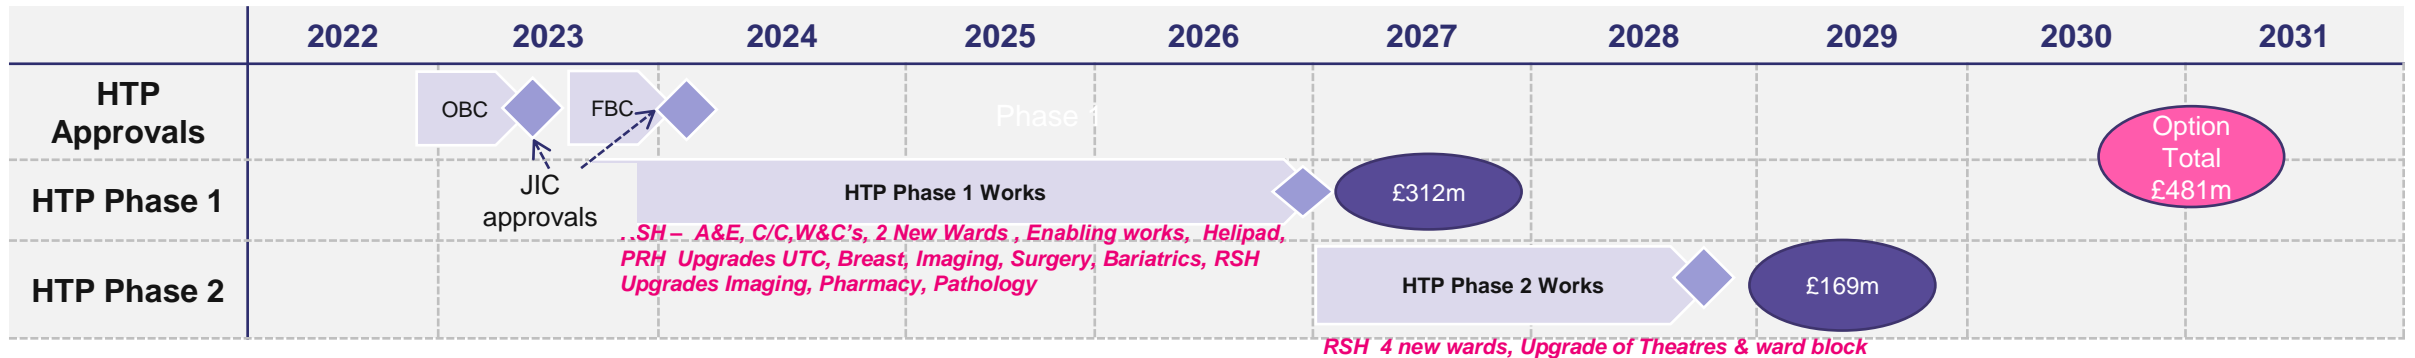 2022 2023 2024 2025 2026 2027 2028 2029 2030 2031
HTP
Approvals
OBC
FBC
Phase 1
Option
Total
£481m
JIC
approvals
HTP Phase 1
HTP Phase 1 Works
£312m
RSH – A&E, C/C,W&C's, 2 New Wards , Enabling works, Helipad,
PRH Upgrades UTC, Breast, Imaging, Surgery, Bariatrics, RSH
Upgrades Imaging, Pharmacy, Pathology
HTP Phase 2
HTP Phase 2 Works
£169m
RSH 4 new wards, Upgrade of Theatres & ward block